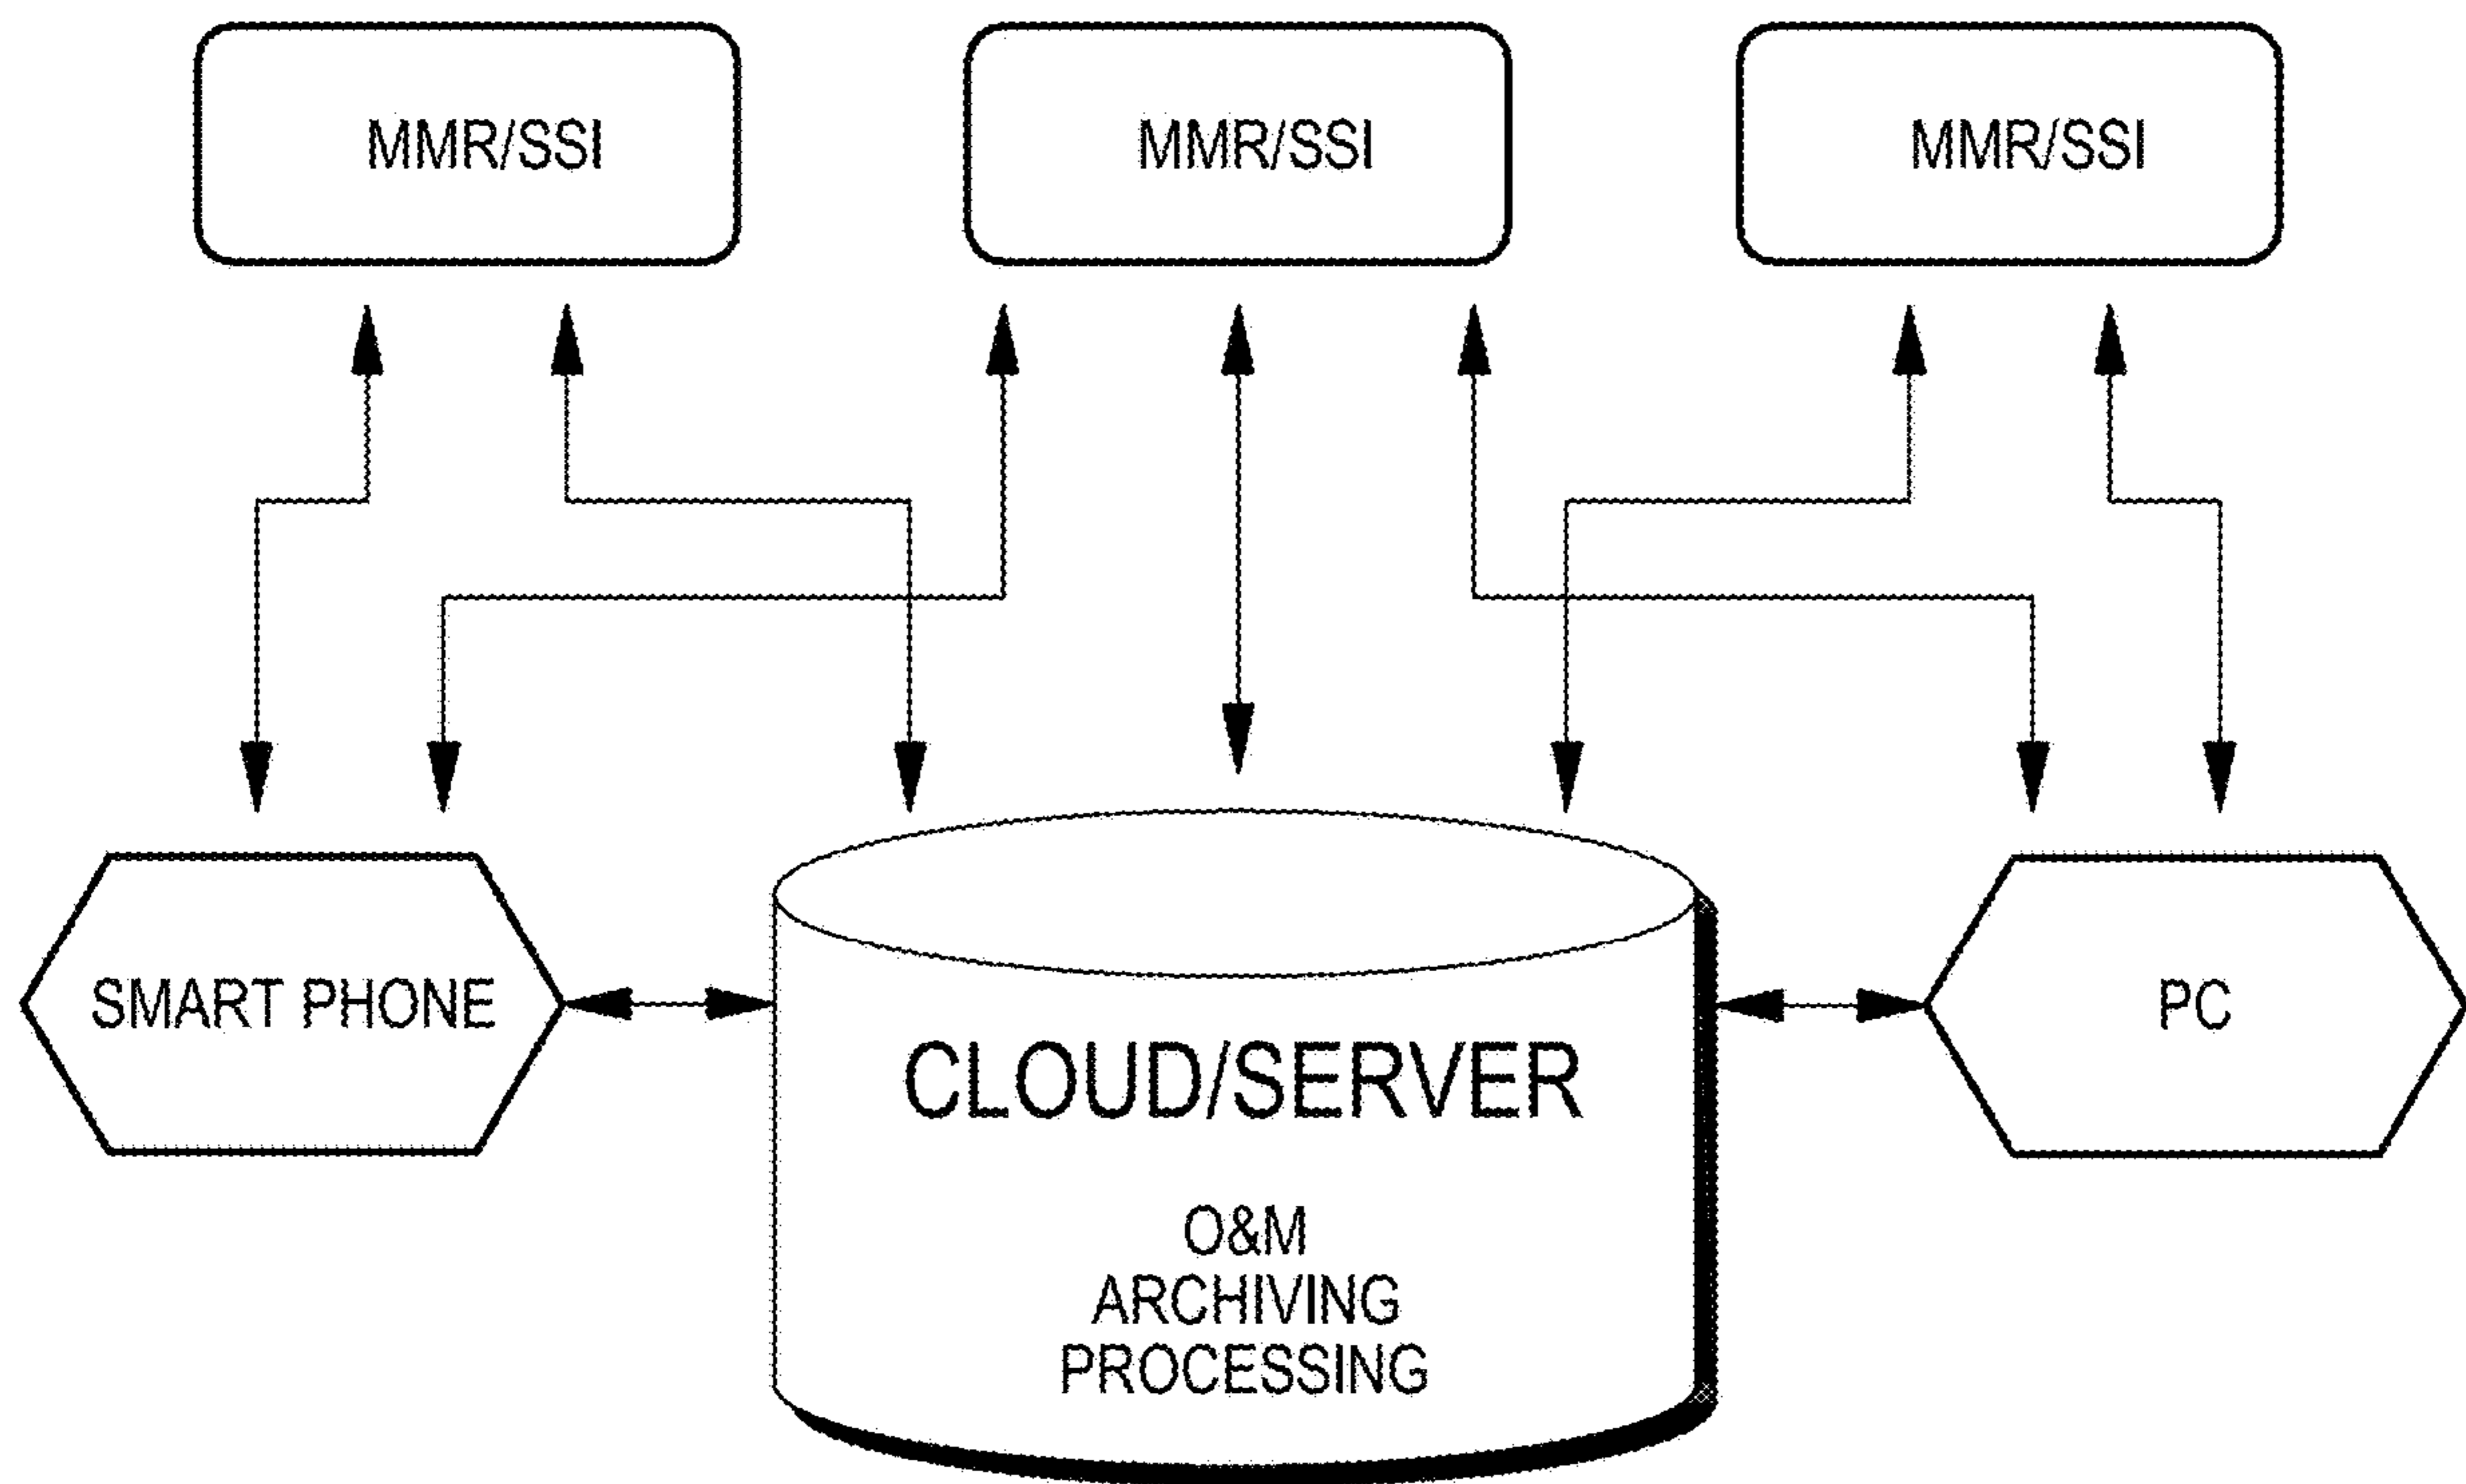 MMR/SSI
MMR/SSI
MMR/SSI
SMART PHONE
CLOUD/SERVER
O&M
ARCHIVING
PROCESSING
PC